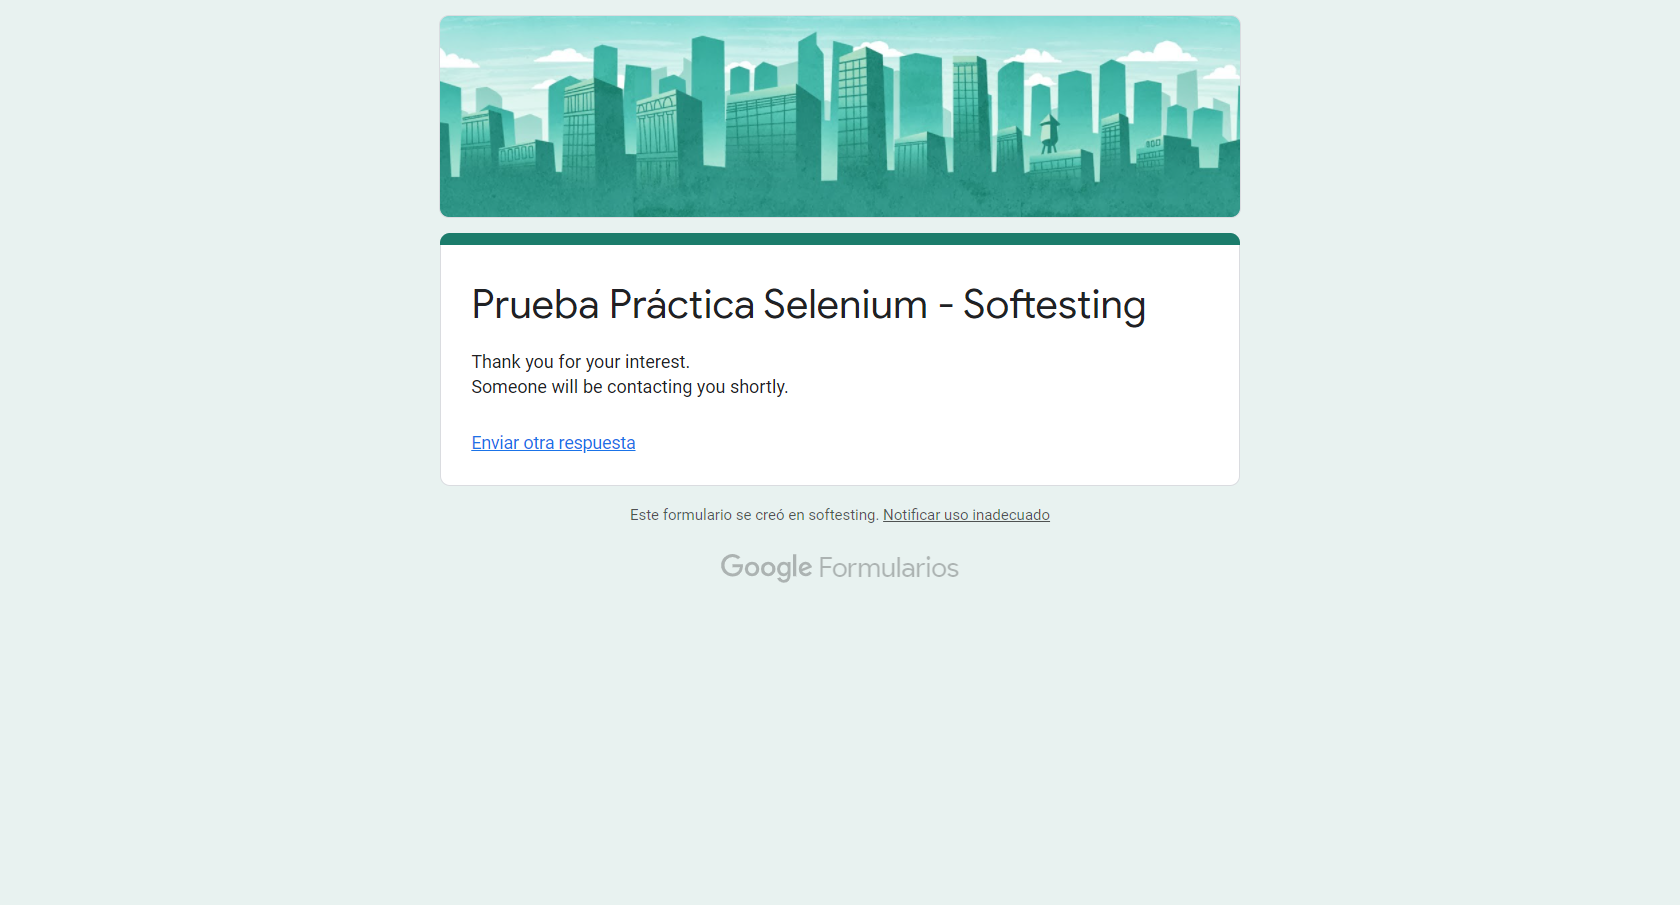 Prueba Práctica Selenium - Softesting
Thank you for your interest.
Someone will be contacting you shortly.
Enviar otra respuesta
Este formulario se creó en softesting. Notificar uso inadecuado
Google Formularios